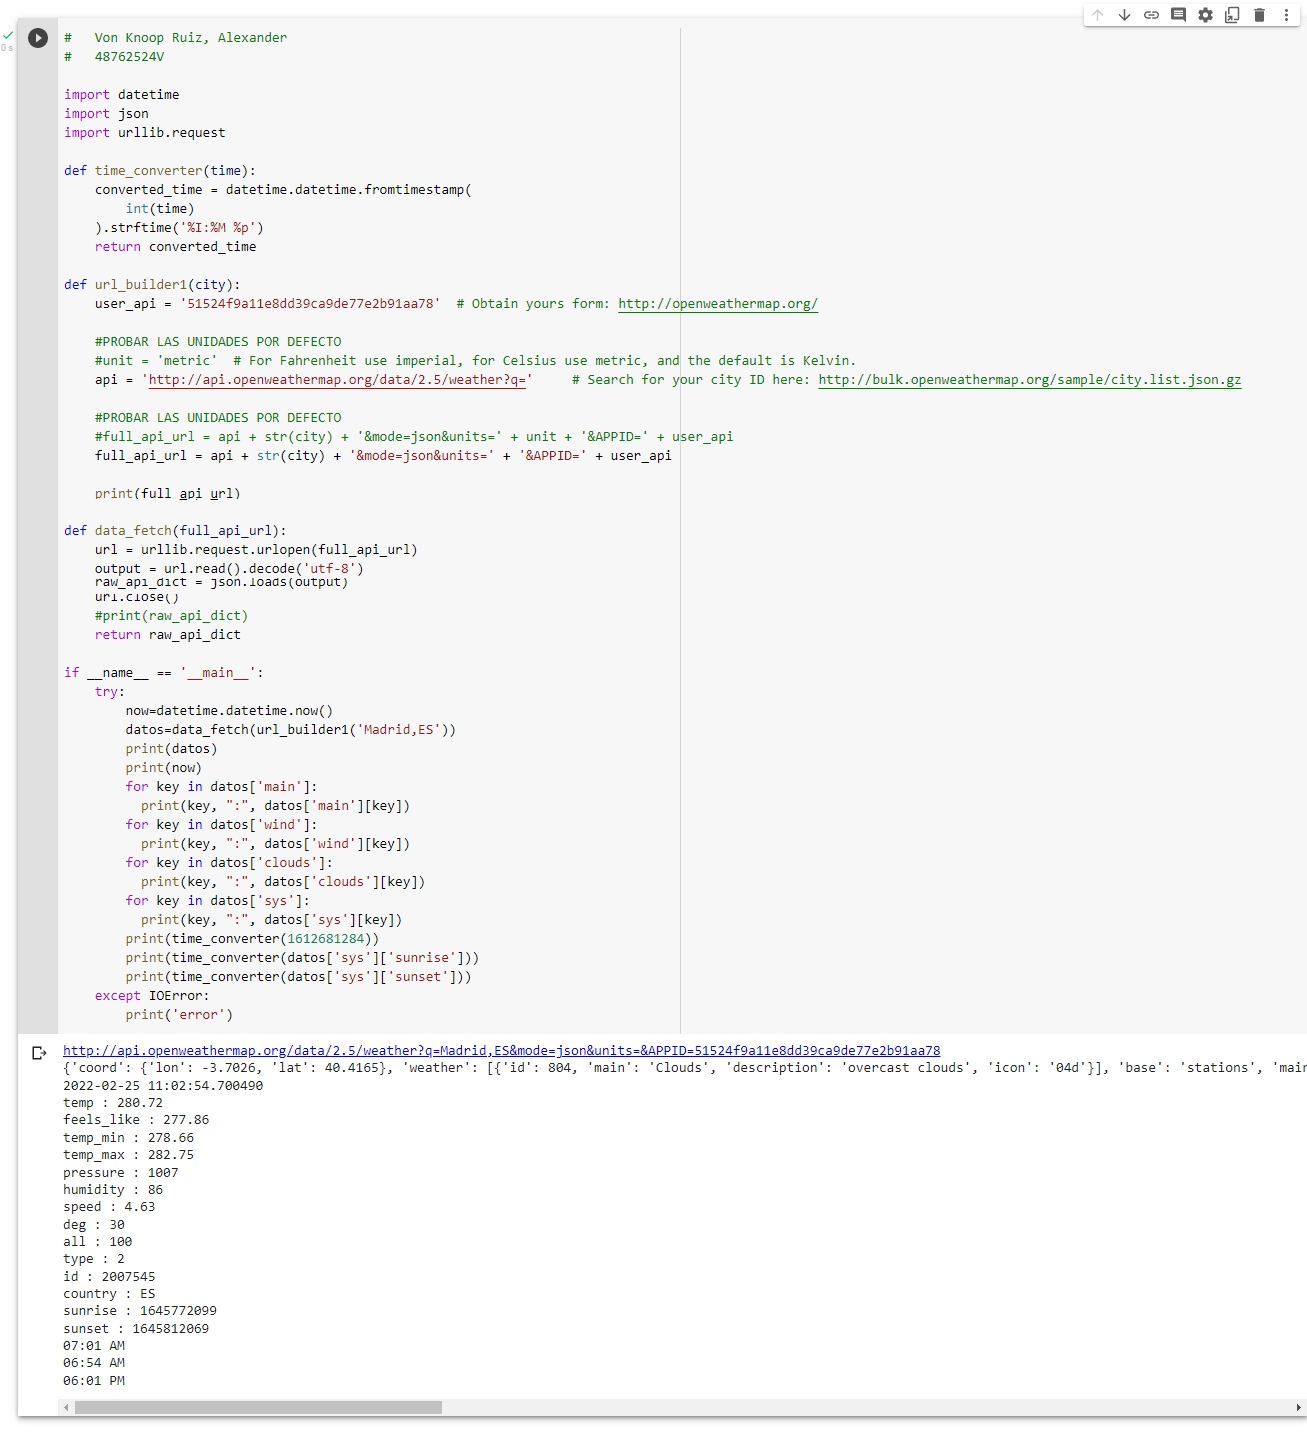 0 s
#   Von Knoop Ruiz, Alexander
#   48762524V
import datetime
import json
import urllib.request
def time_converter(time):
    converted_time = datetime.datetime.fromtimestamp(
        int(time)
    ).strftime('%I:%M %p')
    return converted_time
def url_builder1(city):
    user_api = '51524f9a11e8dd39ca9de77e2b91aa78'  # Obtain yours form: http://openweathermap.org/
    #PROBAR LAS UNIDADES POR DEFECTO
    #unit = 'metric'  # For Fahrenheit use imperial, for Celsius use metric, and the default is Kelvin.
    api = 'http://api.openweathermap.org/data/2.5/weather?q='     # Search for your city ID here: http://bulk.openweathermap.org/sample/city.list.json.gz
    #PROBAR LAS UNIDADES POR DEFECTO
    #full_api_url = api + str(city) + '&mode=json&units=' + unit + '&APPID=' + user_api
    full_api_url = api + str(city) + '&mode=json&units=' + '&APPID=' + user_api
    print(full api url)
def data_fetch(full_api_url):
    url = urllib.request.urlopen(full_api_url)
    output = url.read().decode('utf-8')
    raw_api_dict = json.loads(output)
    url.close()
    #print(raw_api_dict)
    return raw_api_dict
if __name__ == '__main__':
    try:
        now=datetime.datetime.now()
        datos=data_fetch(url_builder1('Madrid,ES'))
        print(datos)
        print(now)
        for key in datos['main']:
          print(key, ":", datos['main'][key])
        for key in datos['wind']:
          print(key, ":", datos['wind'][key])
        for key in datos['clouds']:
          print(key, ":", datos['clouds'][key])
        for key in datos['sys']:
          print(key, ":", datos['sys'][key])
        print(time_converter(1612681284))
        print(time_converter(datos['sys']['sunrise']))
        print(time_converter(datos['sys']['sunset']))
    except IOError:
        print('error')
http://api.openweathermap.org/data/2.5/weather?q=Madrid,ES&mode=json&units=&APPID=51524f9a11e8dd39ca9de77e2b91aa78
{'coord': {'lon': -3.7026, 'lat': 40.4165}, 'weather': [{'id': 804, 'main': 'Clouds', 'description': 'overcast clouds', 'icon': '04d'}], 'base': 'stations', 'main
2022-02-25 11:02:54.700490
temp : 280.72
feels_like : 277.86
temp_min : 278.66
temp_max : 282.75
pressure : 1007
humidity : 86
speed : 4.63
deg : 30
all : 100
type : 2
id : 2007545
country : ES
sunrise : 1645772099
sunset : 1645812069
07:01 AM
06:54 AM
06:01 PM